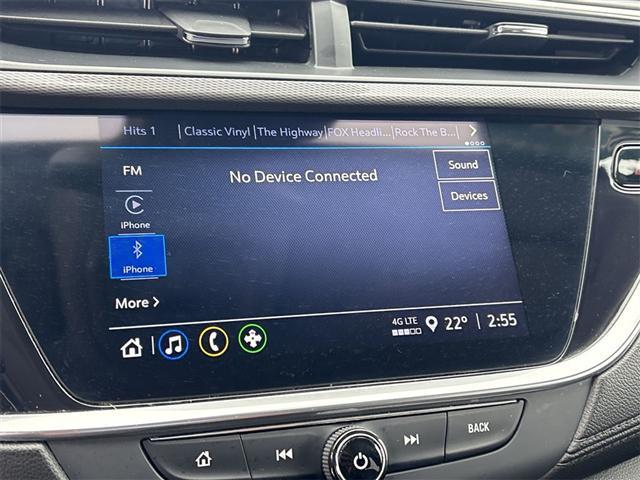 Hits 1 | Classic Vinyl | The Highway | FOX Headli... | Rock The B... |
FM
No Device Connected
Sound
iPhone
Devices
iPhone
More
4G LTE
22° | 2:55
BACK